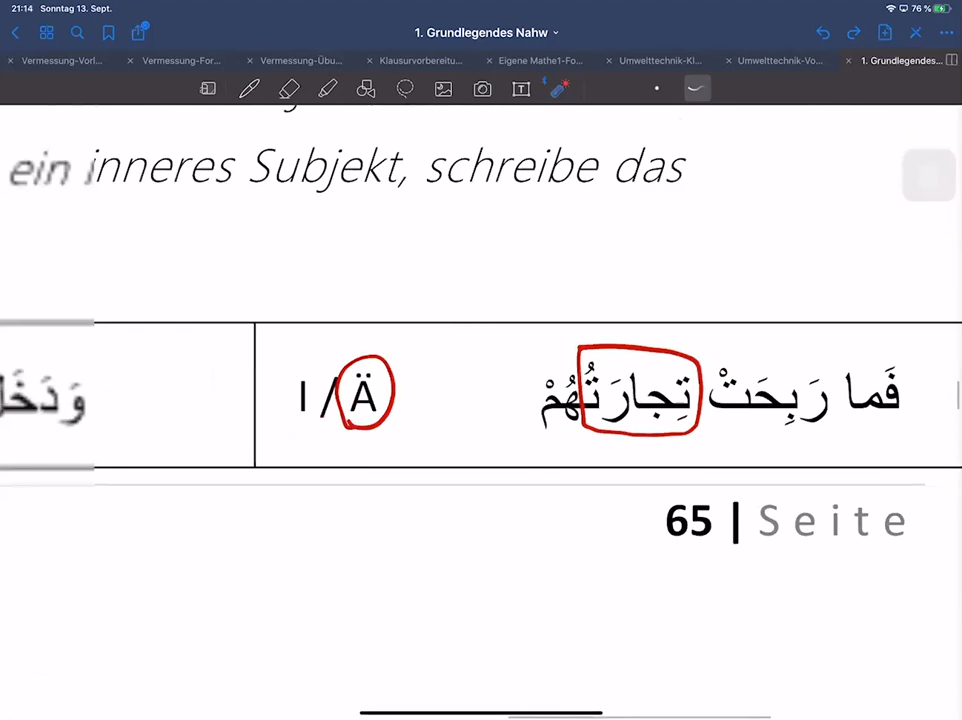 21:14 Sonntag 13. Sept.
76 %
1. Grundlegendes Nahw
Vermessung-Vorl...
Vermessung-For...
Vermessung-Übu...
Klausurvorbereitu...
Eigene Mathe1-Fo...
Umwelttechnik-Kl...
Umwelttechnik-Vo...
1. Grundlegendes...
ein inneres Subjekt, schreibe das
فَما رَبِحَتْ تِجارَتُهُمْ
Ä / I
وَدَخَلَ
65 | Seite